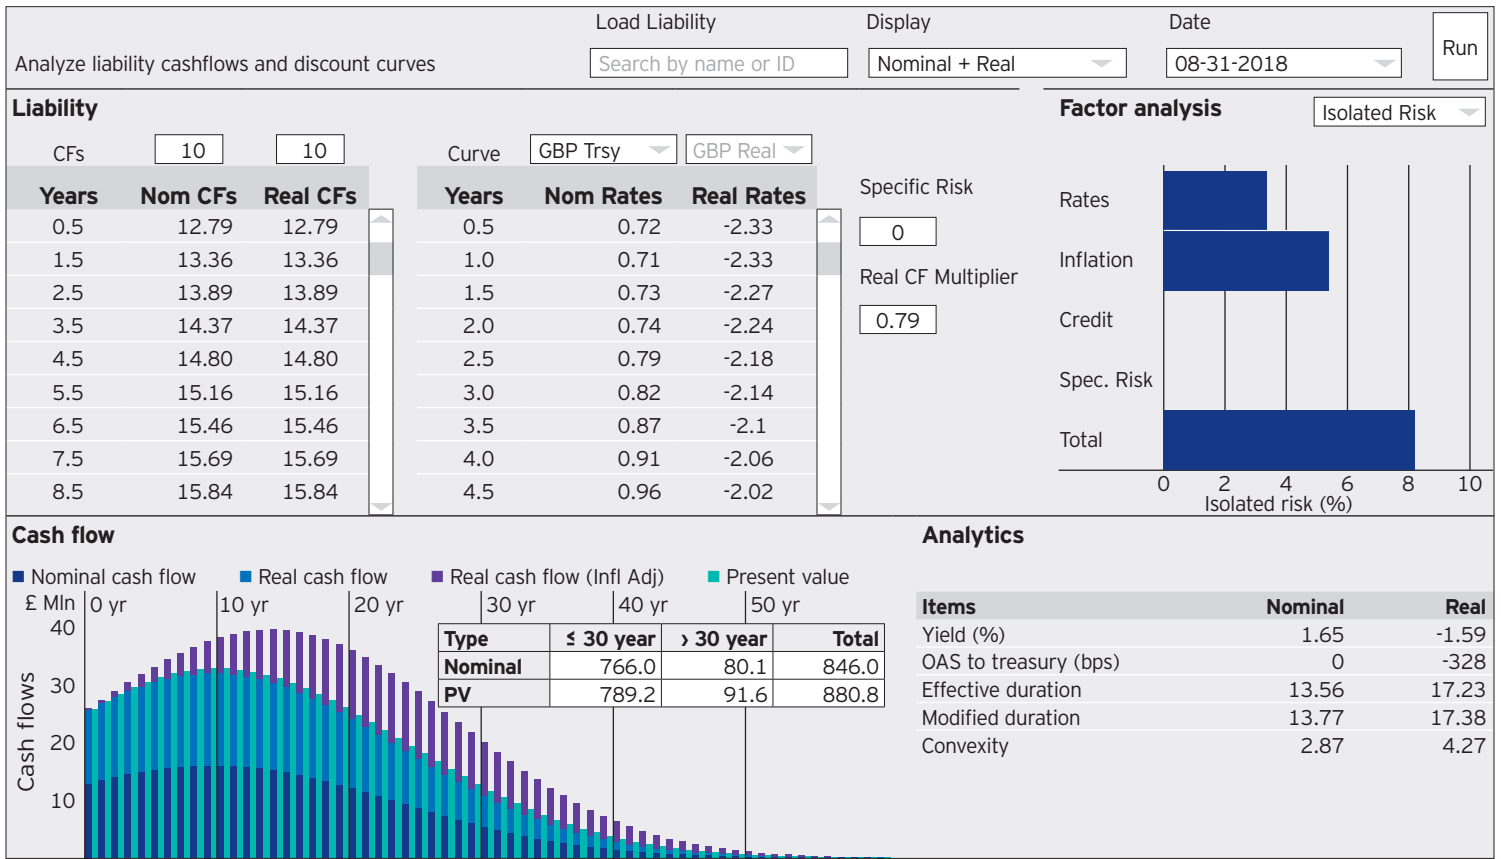 Load Liability Display Date
Analyze liability cashflows and discount curves Search by name or ID Nominal + Real 08-31-2018 Run
Liability
CFs 10 10
Years Nom CFs Real CFs
0.5 12.79 12.79
1.5 13.36 13.36
2.5 13.89 13.89
3.5 14.37 14.37
4.5 14.80 14.80
5.5 15.16 15.16
6.5 15.46 15.46
7.5 15.69 15.69
8.5 15.84 15.84
Curve GBP Trsy GBP Real
Years Nom Rates Real Rates
0.5 0.72 -2.33
1.0 0.71 -2.33
1.5 0.73 -2.27
2.0 0.74 -2.24
2.5 0.79 -2.18
3.0 0.82 -2.14
3.5 0.87 -2.1
4.0 0.91 -2.06
4.5 0.96 -2.02
Specific Risk
0
Real CF Multiplier
0.79
Factor analysis Isolated Risk
Rates
Inflation
Credit
Spec. Risk
Total
0 2 4 6 8 10
Isolated risk (%)
Cash flow
Nominal cash flow Real cash flow Real cash flow (Infl Adj) Present value
£ Mln 0 yr 10 yr 20 yr 30 yr 40 yr 50 yr
40
30
20
10
Cash flows
Type ≤ 30 year › 30 year Total
Nominal 766.0 80.1 846.0
PV 789.2 91.6 880.8
Analytics
Items Nominal Real
Yield (%) 1.65 -1.59
OAS to treasury (bps) 0 -328
Effective duration 13.56 17.23
Modified duration 13.77 17.38
Convexity 2.87 4.27